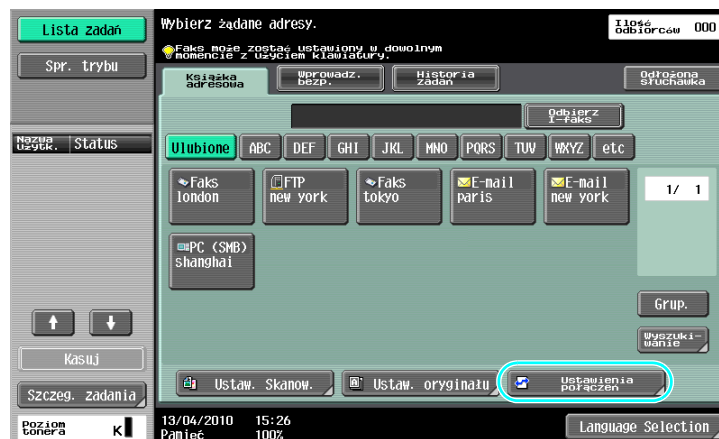 Lista zadań
Spr. trybu
Nazwa użytk.
Status
Kasuj
Szczeg. zadania
Poziom tonera
K
Wybierz żądane adresy.
Ilość odbiorców 000
Faks może zostać ustawiony w dowolnym
momencie z użyciem klawiatury.
Książka adresowa
Wprowadz. bezp.
Historia zadań
Odłożona słuchawka
Odbierz I-faks
Ulubione
ABC
DEF
GHI
JKL
MNO
PQRS
TUV
WXYZ
etc
Faks
london
FTP
new york
Faks
tokyo
E-mail
paris
E-mail
new york
1/ 1
PC (SMB)
shanghai
Grup.
Wyszuki-
wanie
Ustaw. Skanow.
Ustaw. oryginału
Ustawienia
połączeń
13/04/2010 15:26
Pamięć 100%
Language Selection